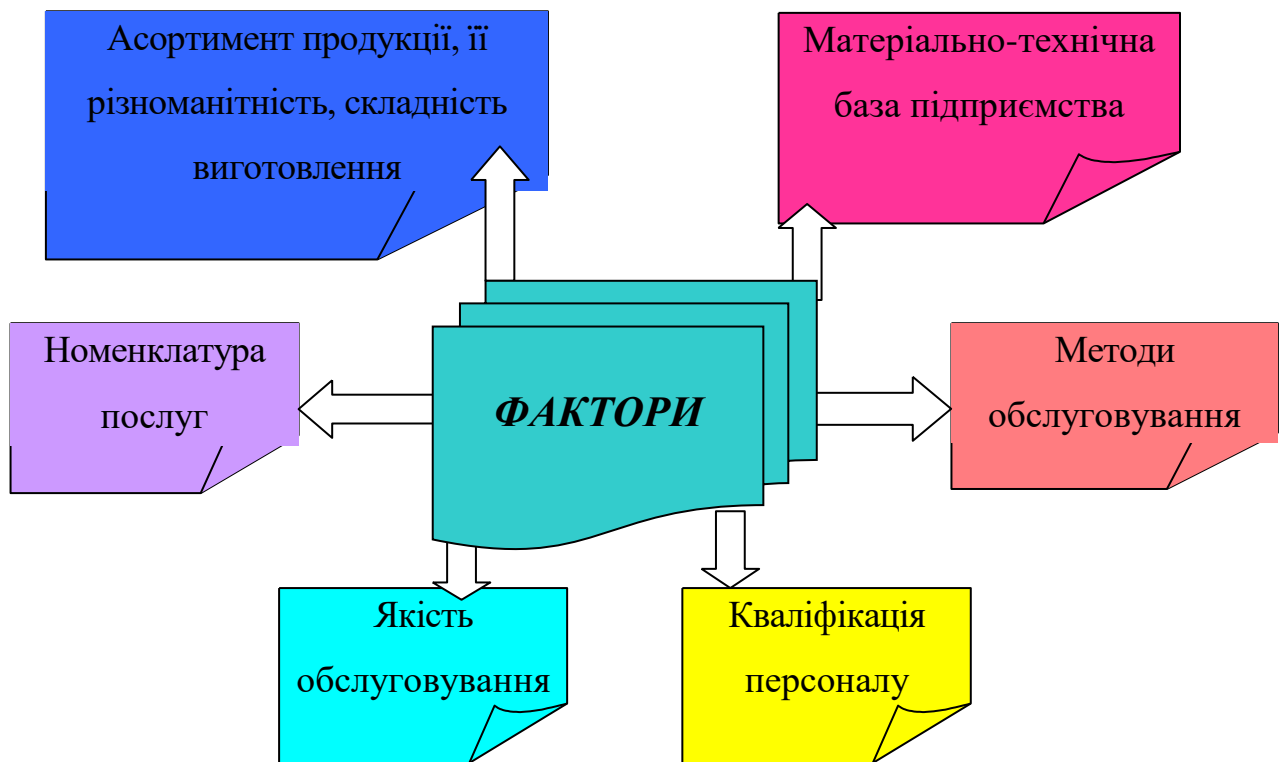 Асортимент продукції, її
різноманітність, складність
виготовлення
Матеріально-технічна
база підприємства
Номенклатура
послуг
ФАКТОРИ
Методи
обслуговування
Якість
обслуговування
Кваліфікація
персоналу